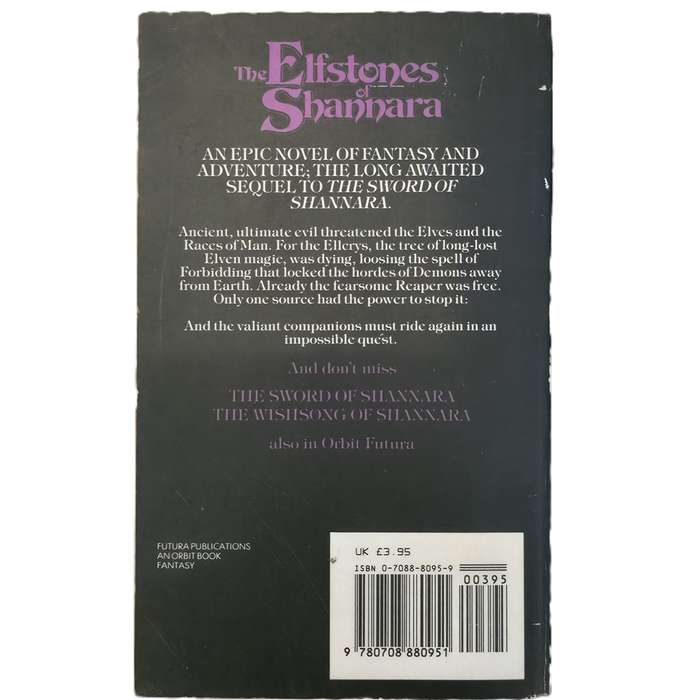 The Elfstones
of
Shannara
AN EPIC NOVEL OF FANTASY AND
ADVENTURE; THE LONG AWAITED
SEQUEL TO THE SWORD OF
SHANNARA.
Ancient, ultimate evil threatened the Elves and the
Races of Man. For the Ellcrys, the tree of long-lost
Elven magic, was dying, loosing the spell of
Forbidding that locked the hordes of Demons away
from Earth. Already the fearsome Reaper was free.
Only one source had the power to stop it:
And the valiant companions must ride again in an
impossible quest.
And don't miss
THE SWORD OF SHANNARA
THE WISHSONG OF SHANNARA
also in Orbit Futura
FUTURA PUBLICATIONS
AN ORBIT BOOK
FANTASY
UK £3.95
ISBN 0-7088-8095-9
00395
9 780708 880951